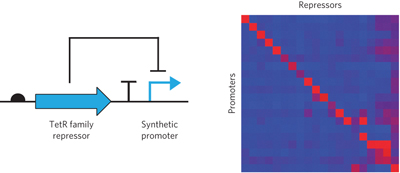 Repressors
Promoters
TetR family
repressor
Synthetic
promoter